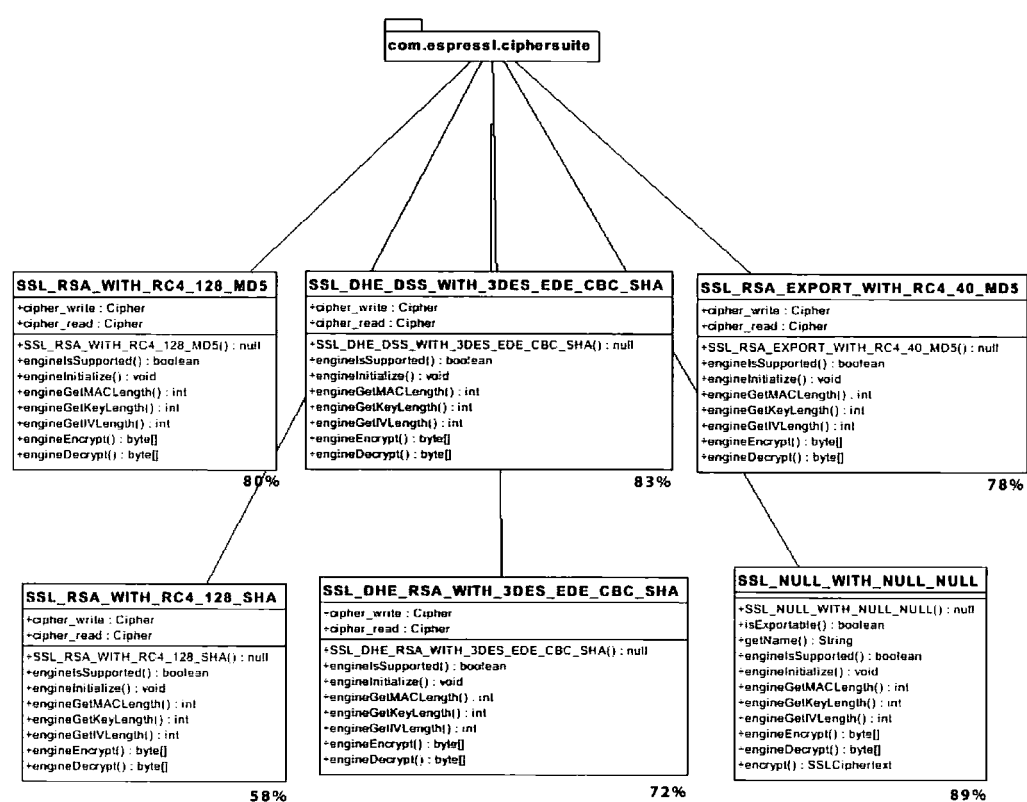 com.espressl.ciphersuite
SSL_RSA_WITH_RC4_128_MD5
+cipher_write : Cipher
+cipher_read : Cipher
+SSL_RSA_WITH_RC4_128_MD5() : null
+engineIsSupported() : boolean
+engineInitialize() : void
+engineGetMACLength() : int
+engineGetKeyLength() : int
+engineGetIVLength() : int
+engineEncrypt() : byte[]
+engineDecrypt() : byte[]
80%
SSL_DHE_DSS_WITH_3DES_EDE_CBC_SHA
+cipher_write : Cipher
+cipher_read : Cipher
+SSL_DHE_DSS_WITH_3DES_EDE_CBC_SHA() : null
+engineIsSupported() : boolean
+engineInitialize() : void
+engineGetMACLength() : int
+engineGetKeyLength() : int
+engineGetIVLength() : int
+engineEncrypt() : byte[]
+engineDecrypt() : byte[]
83%
SSL_RSA_EXPORT_WITH_RC4_40_MD5
+cipher_write : Cipher
+cipher_read : Cipher
+SSL_RSA_EXPORT_WITH_RC4_40_MD5() : null
+engineIsSupported() : boolean
+engineInitialize() : void
+engineGetMACLength() : int
+engineGetKeyLength() : int
+engineGetIVLength() : int
+engineEncrypt() : byte[]
+engineDecrypt() : byte[]
78%
SSL_RSA_WITH_RC4_128_SHA
+cipher_write : Cipher
+cipher_read : Cipher
+SSL_RSA_WITH_RC4_128_SHA() : null
+engineIsSupported() : boolean
+engineInitialize() : void
+engineGetMACLength() : int
+engineGetKeyLength() : int
+engineGetIVLength() : int
+engineEncrypt() : byte[]
+engineDecrypt() : byte[]
58%
SSL_DHE_RSA_WITH_3DES_EDE_CBC_SHA
+cipher_write : Cipher
+cipher_read : Cipher
+SSL_DHE_RSA_WITH_3DES_EDE_CBC_SHA() : null
+engineIsSupported() : boolean
+engineInitialize() : void
+engineGetMACLength() : int
+engineGetKeyLength() : int
+engineGetIVLength() : int
+engineEncrypt() : byte[]
+engineDecrypt() : byte[]
72%
SSL_NULL_WITH_NULL_NULL
+SSL_NULL_WITH_NULL_NULL() : null
+isExportable() : boolean
+getName() : String
+engineIsSupported() : boolean
+engineInitialize() : void
+engineGetMACLength() : int
+engineGetKeyLength() : int
+engineGetIVLength() : int
+engineEncrypt() : byte[]
+engineDecrypt() : byte[]
+encrypt() : SSLCiphertext
89%